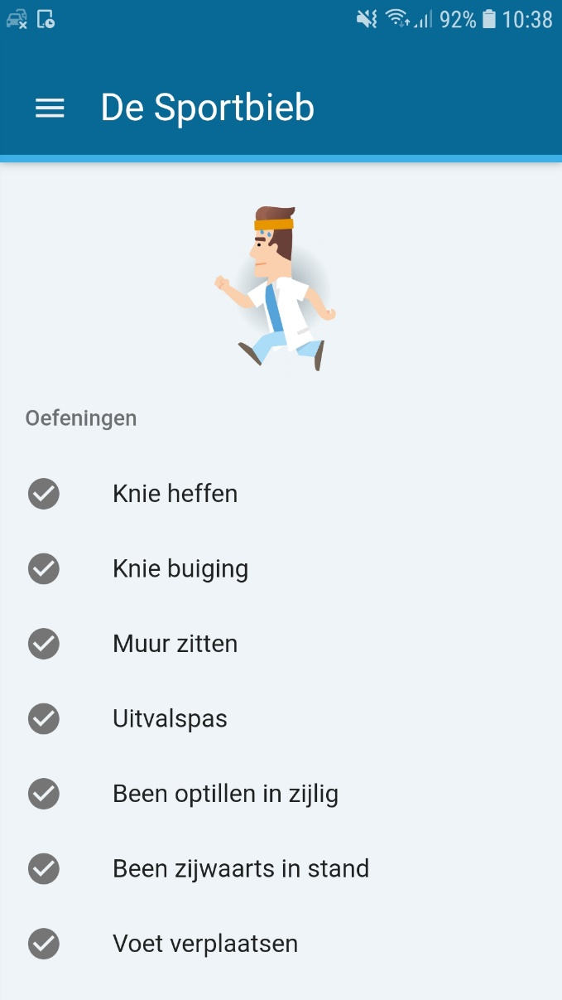 92% 10:38
De Sportbieb
Oefeningen
Knie heffen
Knie buiging
Muur zitten
Uitvalspas
Been optillen in zijlig
Been zijwaarts in stand
Voet verplaatsen